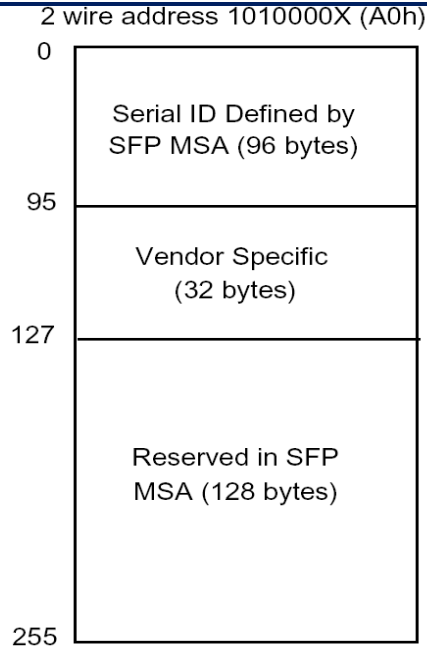 2 wire address 1010000X (A0h)
0
Serial ID Defined by
SFP MSA (96 bytes)
95
Vendor Specific
(32 bytes)
127
Reserved in SFP
MSA (128 bytes)
255